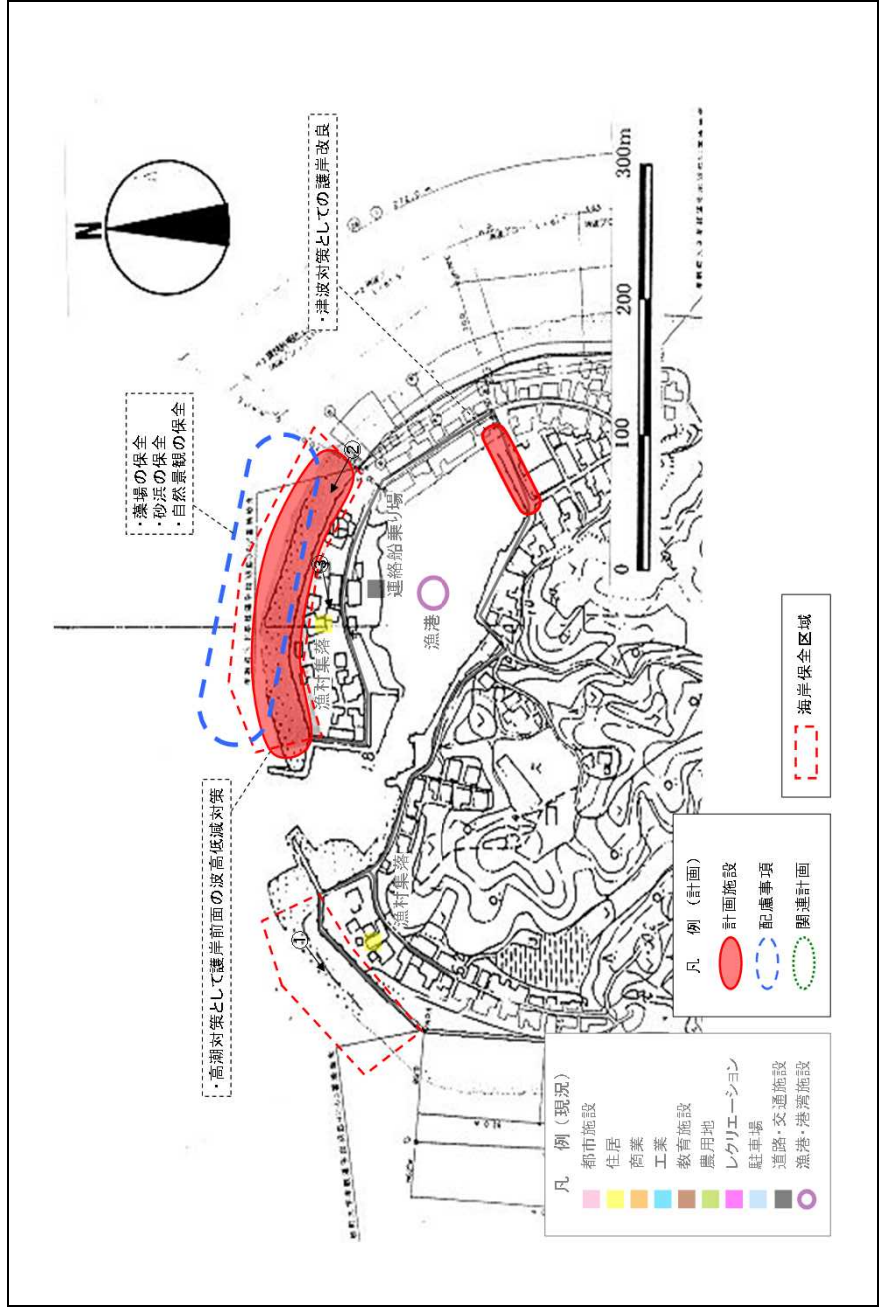 N
・津波対策としての護岸改良
・藻場の保全
・砂浜の保全
・自然景観の保全
・高潮対策として護岸前面の波高低減対策
①
②
③
漁村集落
連絡船乗り場
漁港
漁村集落
0 100 200 300m
凡 例 (現況)
都市施設
住居
商業
工業
教育施設
農用地
レクリエーション
駐車場
道路・交通施設
漁港・港湾施設
凡 例 (計画)
計画施設
配慮事項
関連計画
海岸保全区域